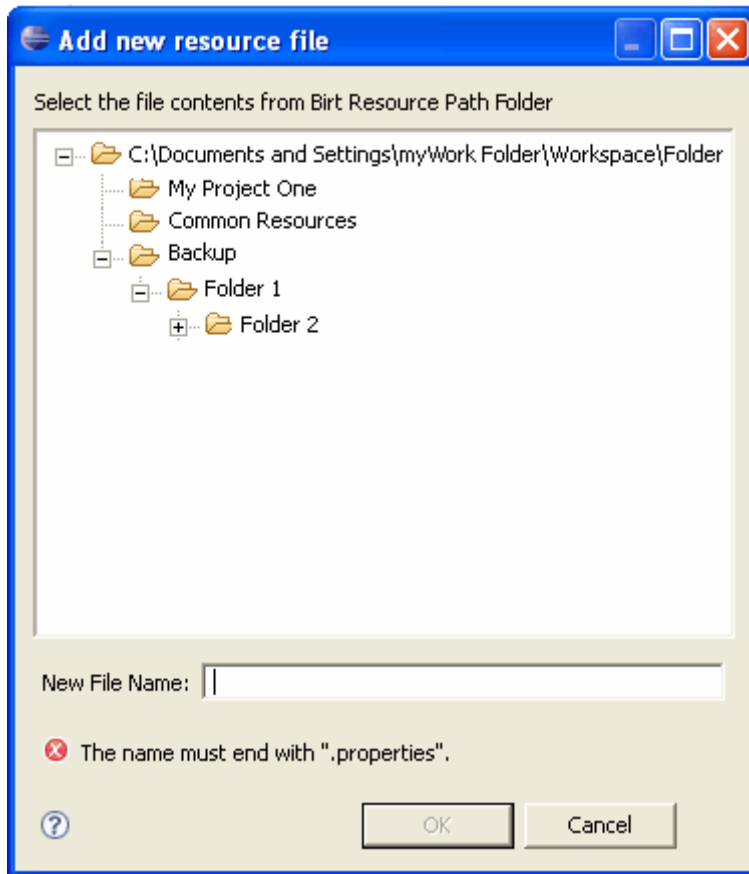 Add new resource file
Select the file contents from Birt Resource Path Folder
C:\Documents and Settings\myWork Folder\Workspace\Folder
My Project One
Common Resources
Backup
Folder 1
Folder 2
New File Name:
The name must end with ".properties".
OK Cancel